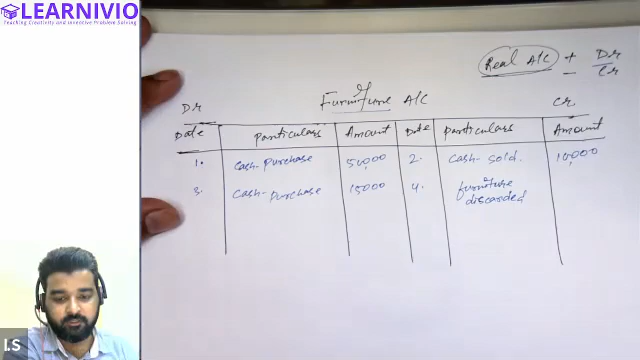 LEARNIVIO
Teaching Creativity and Inventive Problem Solving
Real A/C + Dr
- Cr
Dr Furniture A/C Cr
Date Particulars Amount Date Particulars Amount
1. Cash-purchase 50,000 2. Cash-sold. 10,000
3. Cash-purchase 15000 4. furniture
discarded
I.S